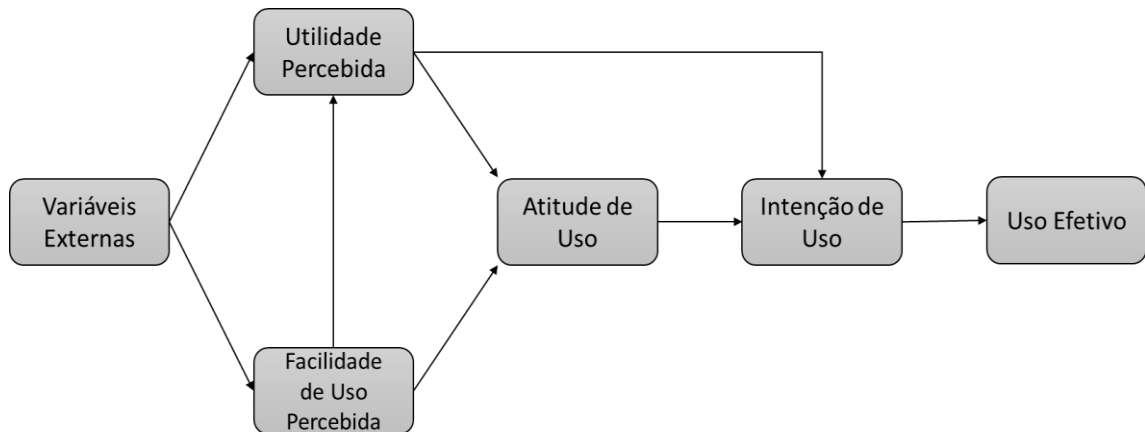 Utilidade
Percebida
Variáveis
Externas
Atitude de
Uso
Intenção de
Uso
Uso Efetivo
Facilidade
de Uso
Percebida